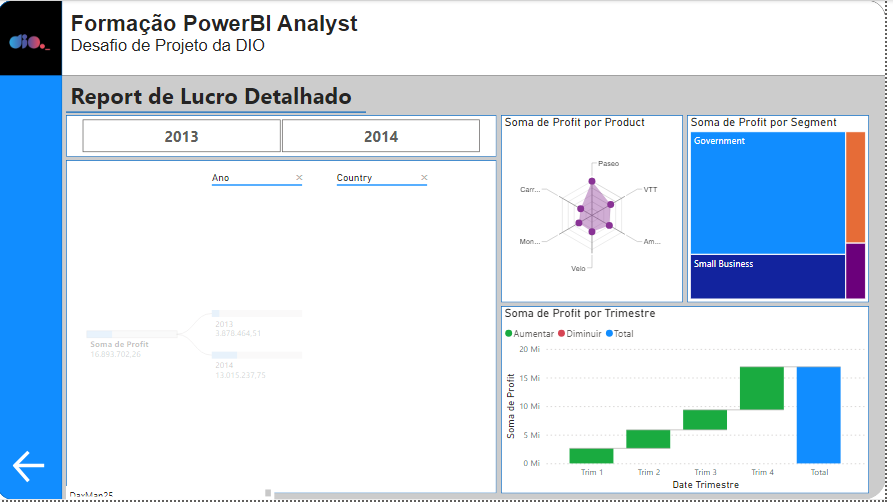 dio.
Formação PowerBI Analyst
Desafio de Projeto da DIO
Report de Lucro Detalhado
2013
2014
Ano ×
Country ×
Soma de Profit
16.893.702,26
2013
3.878.464,51
2014
13.015.237,75
Soma de Profit por Product
Paseo
VTT
Am...
Velo
Mon...
Carr...
Soma de Profit por Segment
Government
Small Business
Soma de Profit por Trimestre
Aumentar Diminuir Total
20 Mi
15 Mi
10 Mi
5 Mi
0 Mi
Soma de Profit
Trim 1 Trim 2 Trim 3 Trim 4 Total
Date Trimestre